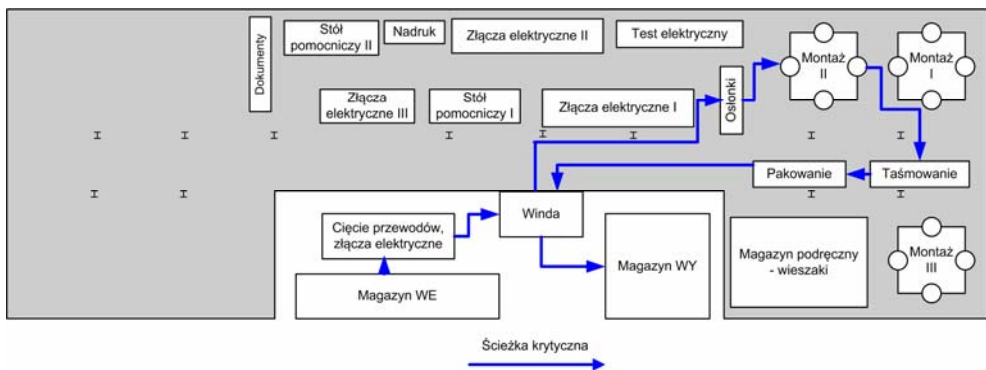 Dokumenty
Stół
pomocniczy II
Nadruk
Złącza elektryczne II
Test elektryczny
Montaż
II
Montaż
I
Złącza
elektryczne III
Stół
pomocniczy I
Złącza elektryczne I
Osłonki
Pakowanie
Taśmowanie
Cięcie przewodów,
złącza elektryczne
Winda
Magazyn WE
Magazyn WY
Magazyn podręczny
- wieszaki
Montaż
III
Ścieżka krytyczna